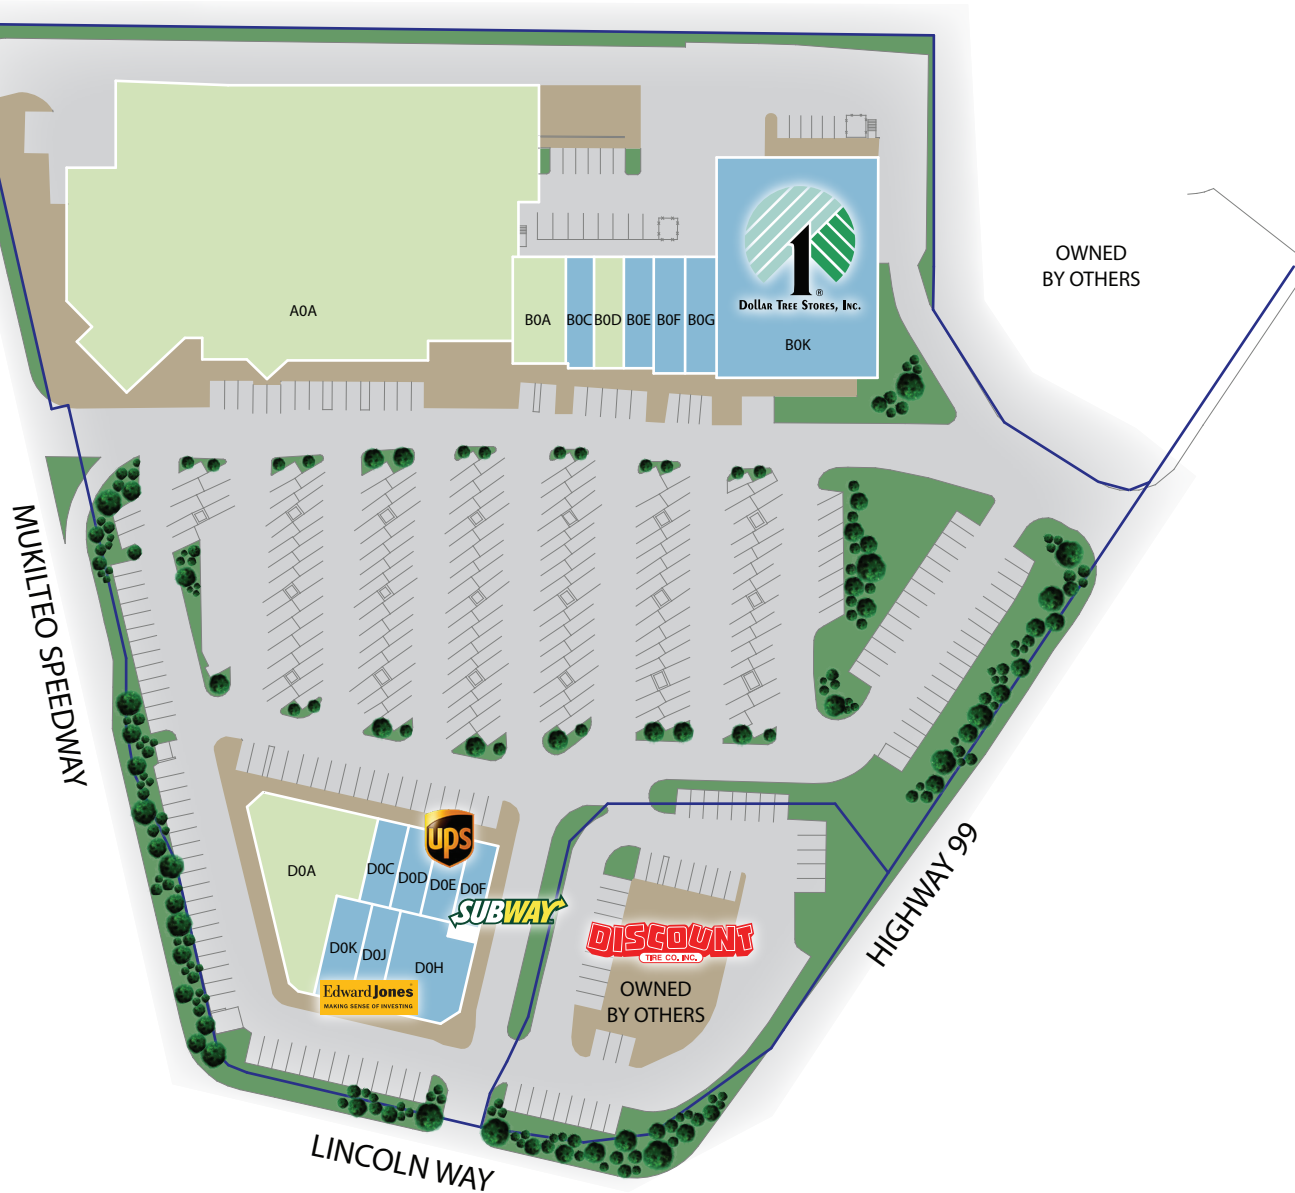 OWNED
BY OTHERS
A0A
B0A
B0C
B0D
B0E
B0F
B0G
1
®
DOLLAR TREE STORES, INC.
B0K
MUKILTEO SPEEDWAY
ups
D0A
D0C
D0D
D0E
D0F
SUBWAY
D0K
D0J
D0H
Edward Jones
MAKING SENSE OF INVESTING
DISCOUNT
TIRE CO. INC.
OWNED
BY OTHERS
HIGHWAY 99
LINCOLN WAY